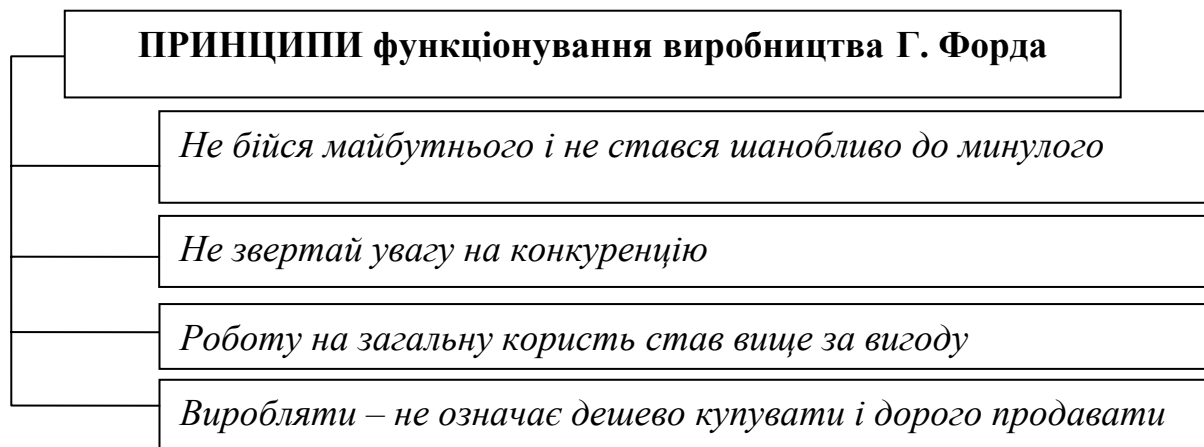 ПРИНЦИПИ функціонування виробництва Г. Форда
Не бійся майбутнього і не стався шанобливо до минулого
Не звертай увагу на конкуренцію
Роботу на загальну користь став вище за вигоду
Виробляти – не означає дешево купувати і дорого продавати